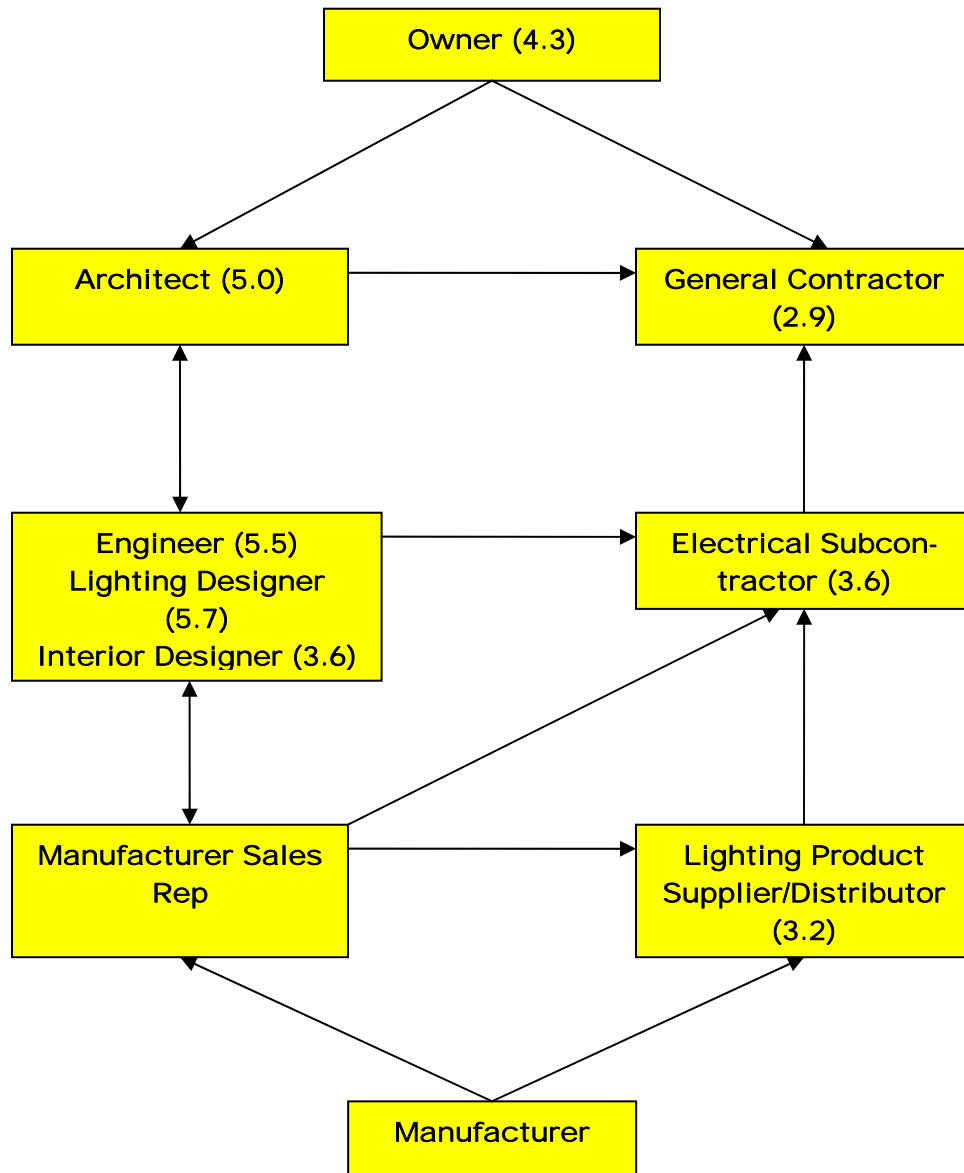 Owner (4.3)
Architect (5.0)
General Contractor
(2.9)
Engineer (5.5)
Lighting Designer
(5.7)
Interior Designer (3.6)
Electrical Subcon-
tractor (3.6)
Manufacturer Sales
Rep
Lighting Product
Supplier/Distributor
(3.2)
Manufacturer